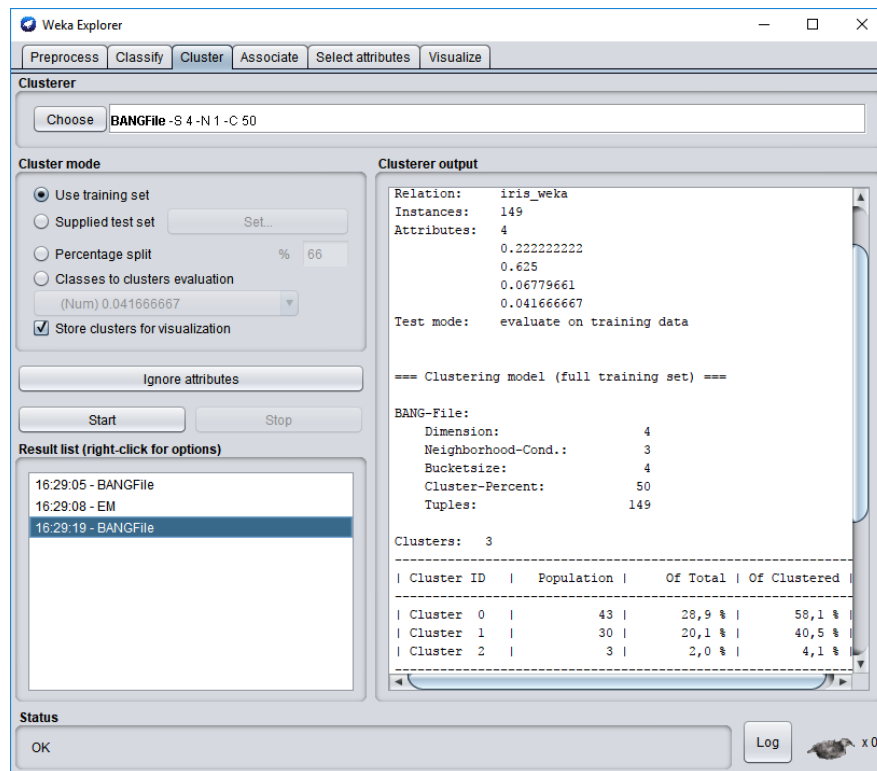 Weka Explorer
Preprocess Classify Cluster Associate Select attributes Visualize
Clusterer
Choose BANGFile -S 4 -N 1 -C 50
Cluster mode
Use training set
Supplied test set Set...
Percentage split % 66
Classes to clusters evaluation
(Num) 0.041666667
Store clusters for visualization
Ignore attributes
Start Stop
Result list (right-click for options)
16:29:05 - BANGFile
16:29:08 - EM
16:29:19 - BANGFile
Clusterer output
Relation: iris_weka
Instances: 149
Attributes: 4
0.222222222
0.625
0.06779661
0.041666667
Test mode: evaluate on training data
=== Clustering model (full training set) ===
BANG-File:
Dimension: 4
Neighborhood-Cond.: 3
Bucketsize: 4
Cluster-Percent: 50
Tuples: 149
Clusters: 3
------------------------------------------------------------
| Cluster ID | Population | Of Total | Of Clustered |
------------------------------------------------------------
| Cluster 0 | 43 | 28,9 % | 58,1 % |
| Cluster 1 | 30 | 20,1 % | 40,5 % |
| Cluster 2 | 3 | 2,0 % | 4,1 % |
------------------------------------------------------------
Status
OK
Log x 0